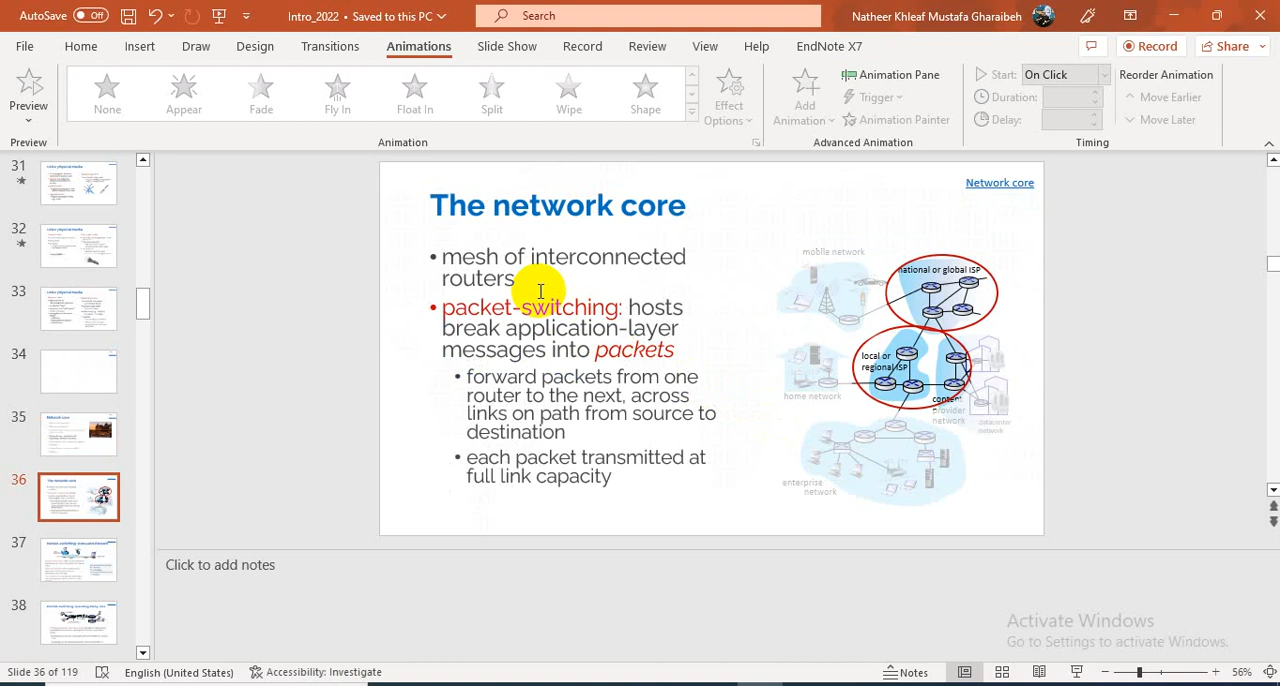 AutoSave Off
Intro_2022 • Saved to this PC
Search
Natheer Khleaf Mustafa Gharaibeh
File Home Insert Draw Design Transitions Animations Slide Show Record Review View Help EndNote X7
Record
Share
Preview
None Appear Fade Fly In Float In Split Wipe Shape
Effect
Options
Add
Animation
Animation Pane
Trigger
Animation Painter
Start: On Click
Duration:
Delay:
Reorder Animation
Move Earlier
Move Later
Preview Animation Advanced Animation Timing
31
32
33
34
35
36
37
38
Network core
The network core
• mesh of interconnected
routers
• packet-switching: hosts
break application-layer
messages into packets
• forward packets from one
router to the next, across
links on path from source to
destination
• each packet transmitted at
full link capacity
mobile network
national or global ISP
local or
regional ISP
home network
content
provider
network
datacenter
network
enterprise
network
Click to add notes
Activate Windows
Go to Settings to activate Windows.
Slide 36 of 119 English (United States) Accessibility: Investigate Notes 56%